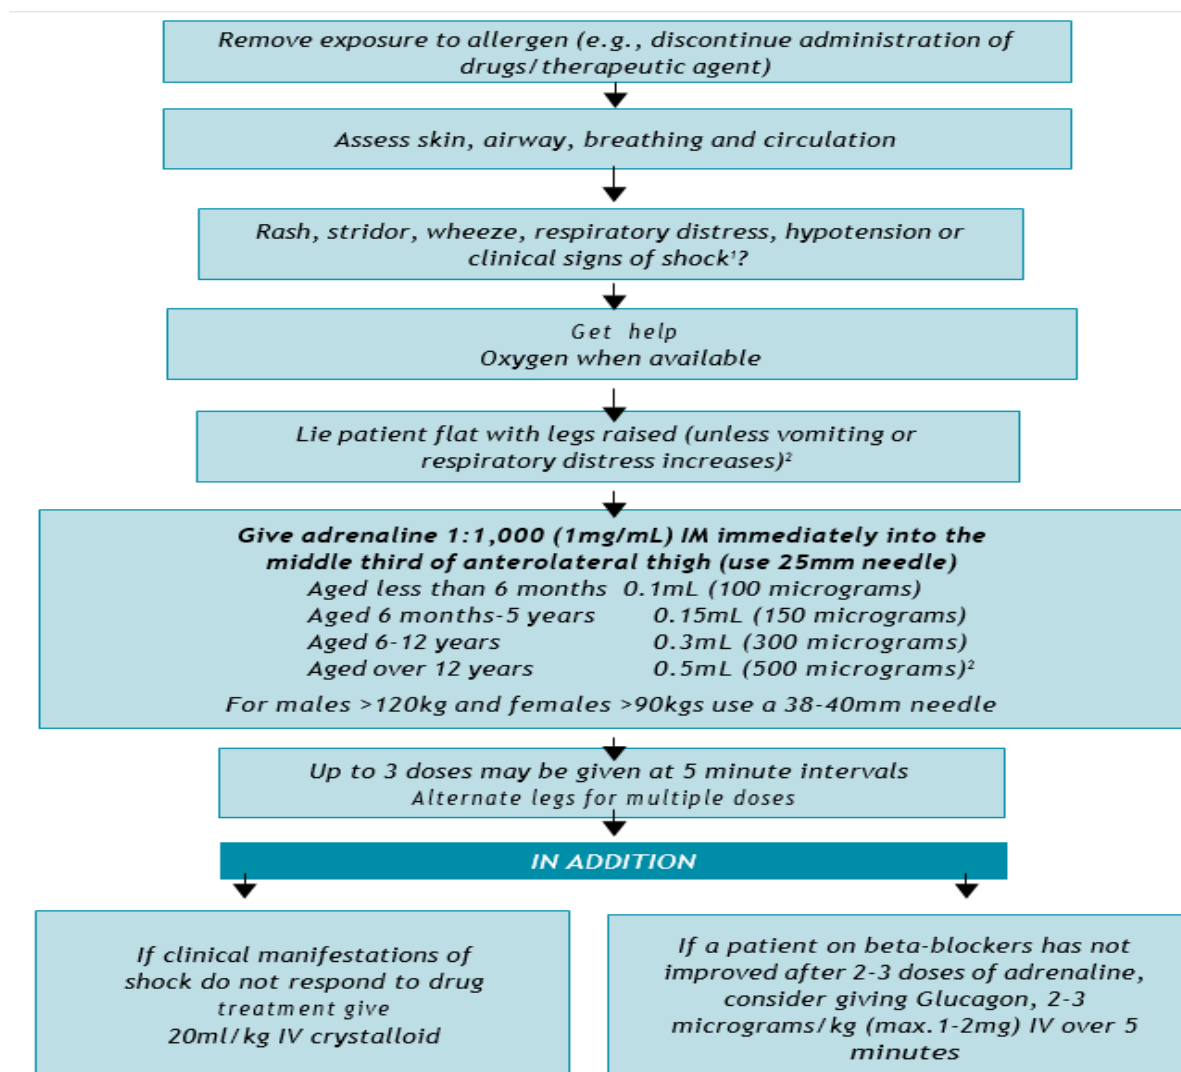 Remove exposure to allergen (e.g., discontinue administration of
drugs/therapeutic agent)
Assess skin, airway, breathing and circulation
Rash, stridor, wheeze, respiratory distress, hypotension or
clinical signs of shock¹?
Get help
Oxygen when available
Lie patient flat with legs raised (unless vomiting or
respiratory distress increases)²
Give adrenaline 1:1,000 (1mg/mL) IM immediately into the
middle third of anterolateral thigh (use 25mm needle)
Aged less than 6 months 0.1mL (100 micrograms)
Aged 6 months-5 years 0.15mL (150 micrograms)
Aged 6-12 years 0.3mL (300 micrograms)
Aged over 12 years 0.5mL (500 micrograms)²
For males >120kg and females >90kgs use a 38-40mm needle
Up to 3 doses may be given at 5 minute intervals
Alternate legs for multiple doses
IN ADDITION
If clinical manifestations of
shock do not respond to drug
treatment give
20ml/kg IV crystalloid
If a patient on beta-blockers has not
improved after 2-3 doses of adrenaline,
consider giving Glucagon, 2-3
micrograms/kg (max.1-2mg) IV over 5
minutes